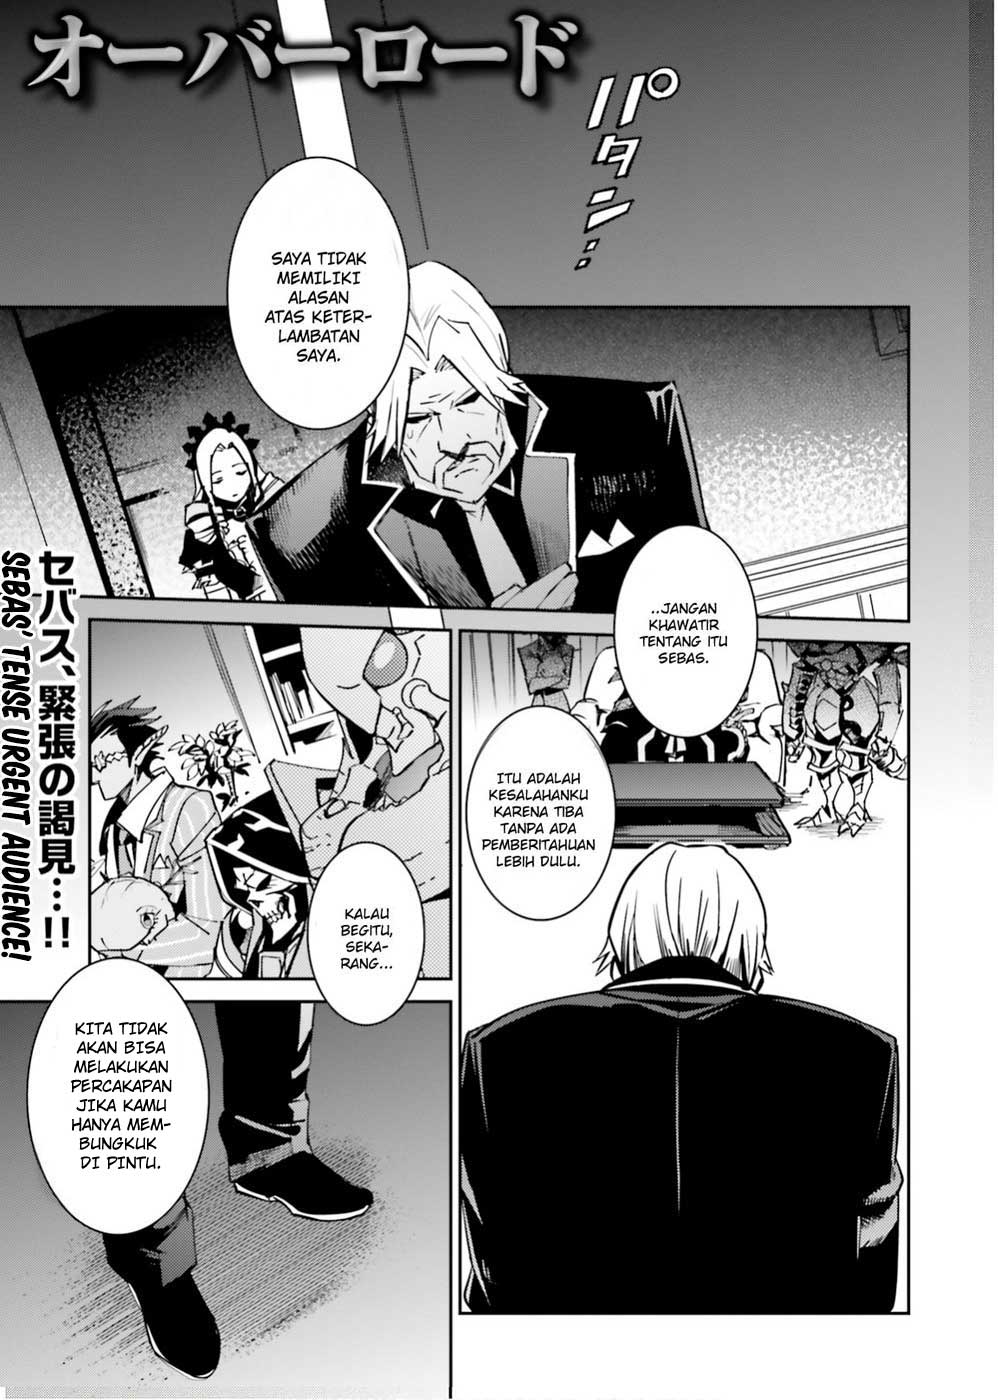 オーバーロード
パタン…
SAYA TIDAK
MEMILIKI
ALASAN
ATAS KETER-
LAMBATAN
SAYA.
..JANGAN
KHAWATIR
TENTANG ITU
SEBAS.
ITU ADALAH
KESALAHANKU
KARENA TIBA
TANPA ADA
PEMBERITAHUAN
LEBIH DULU.
セバス、緊張の謁見…!!
SEBAS' TENSE URGENT AUDIENCE!
KALAU
BEGITU,
SEKA-
RANG...
KITA TIDAK
AKAN BISA
MELAKUKAN
PERCAKAPAN
JIKA KAMU
HANYA MEM-
BUNGKUK
DI PINTU.